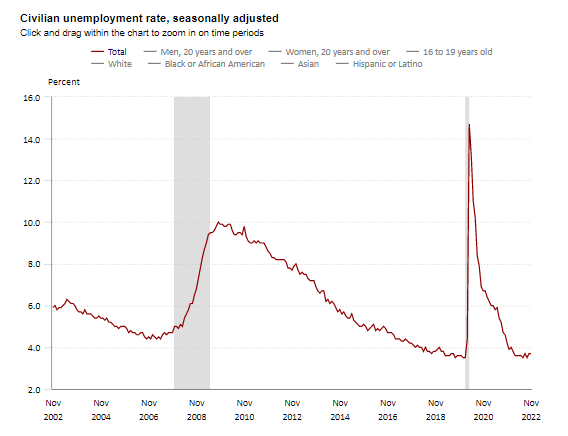 Civilian unemployment rate, seasonally adjusted
Click and drag within the chart to zoom in on time periods
Total Men, 20 years and over Women, 20 years and over 16 to 19 years old
White Black or African American Asian Hispanic or Latino
Percent
16.0
14.0
12.0
10.0
8.0
6.0
4.0
2.0
Nov Nov Nov Nov Nov Nov Nov Nov Nov Nov Nov
2002 2004 2006 2008 2010 2012 2014 2016 2018 2020 2022